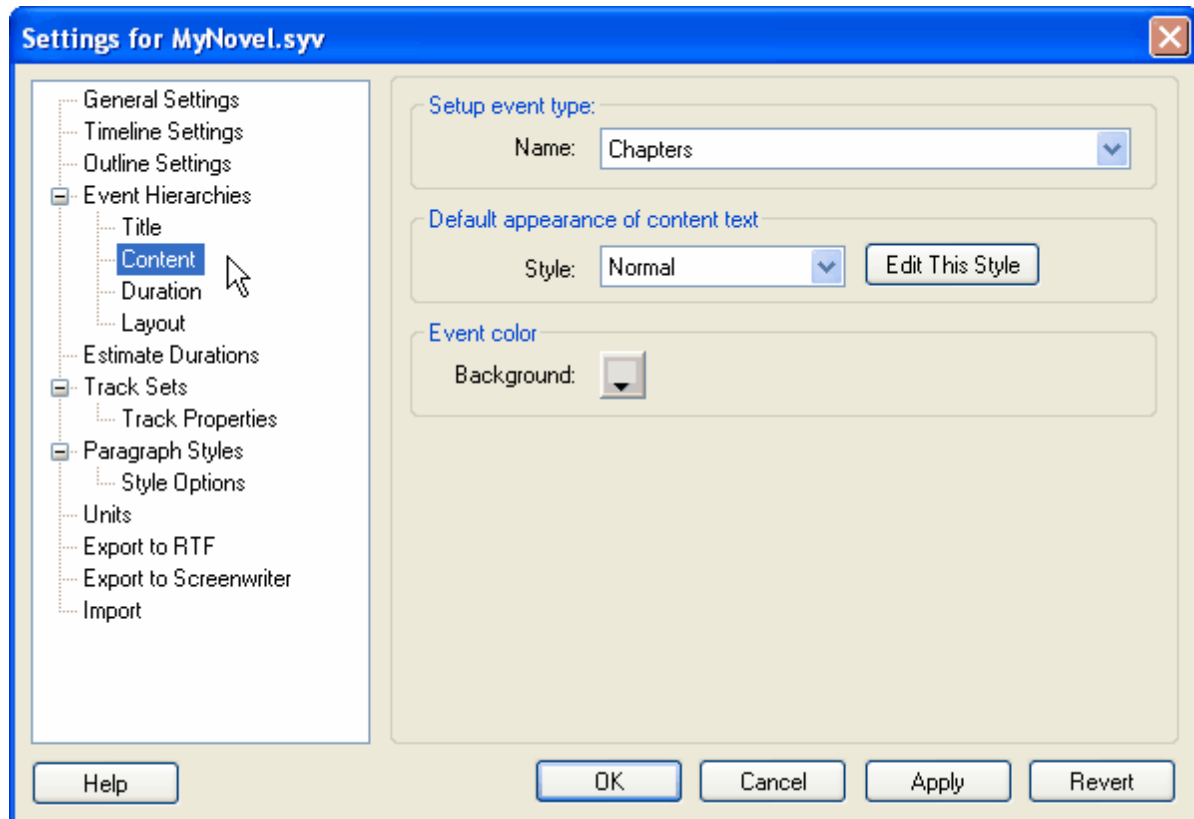 Settings for MyNovel.syv
General Settings
Timeline Settings
Outline Settings
Event Hierarchies
Title
Content
Duration
Layout
Estimate Durations
Track Sets
Track Properties
Paragraph Styles
Style Options
Units
Export to RTF
Export to Screenwriter
Import
Setup event type:
Name: Chapters
Default appearance of content text
Style: Normal Edit This Style
Event color
Background:
Help OK Cancel Apply Revert